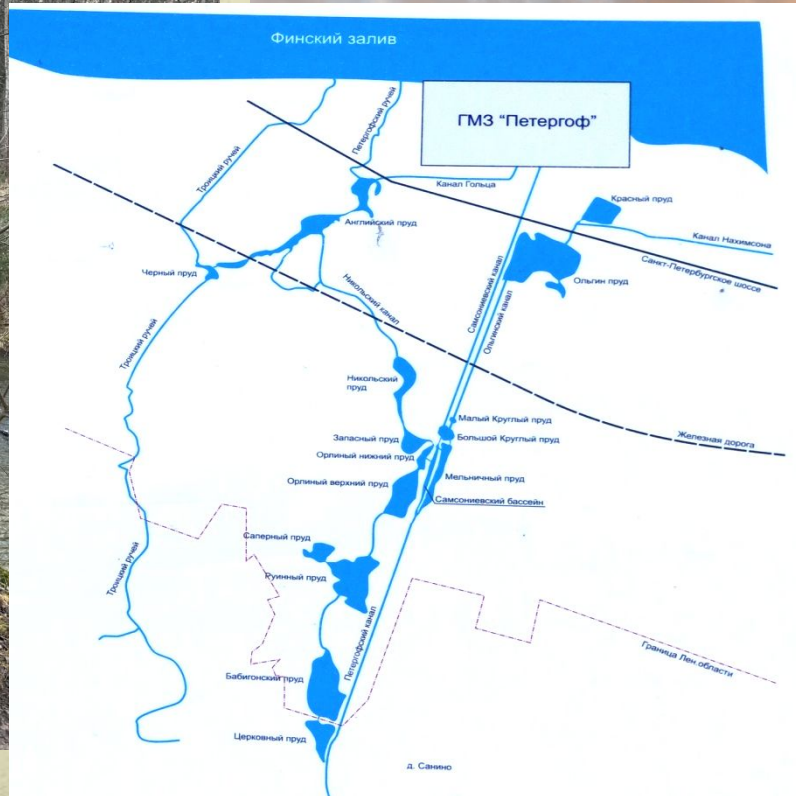 Финский залив
ГМЗ "Петергоф"
Петергофский ручей
Троицкий ручей
Канал Гольца
Красный пруд
Английский пруд
Канал Нахимсона
Санкт-Петербургское шоссе
Черный пруд
Ольгин пруд
Никольский канал
Самсониевский канал
Ольгинский канал
Троицкий ручей
Никольский
пруд
Малый Круглый пруд
Железная дорога
Запасный пруд
Большой Круглый пруд
Орлиный нижний пруд
Орлиный верхний пруд
Мельничный пруд
Самсониевский бассейн
Саперный пруд
Троицкий ручей
Руинный пруд
Петергофский канал
Граница Лен.области
Бабигонский пруд
Церковный пруд
д. Санино